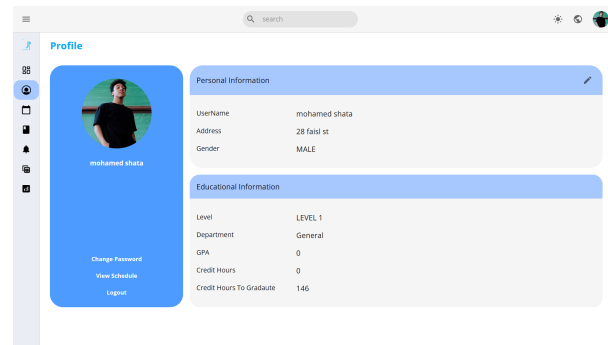 search
Profile
mohamed shata
Change Password
View Schedule
Logout
Personal Information
UserName mohamed shata
Address 28 faisl st
Gender MALE
Educational Information
Level LEVEL 1
Department General
GPA 0
Credit Hours 0
Credit Hours To Gradaute 146